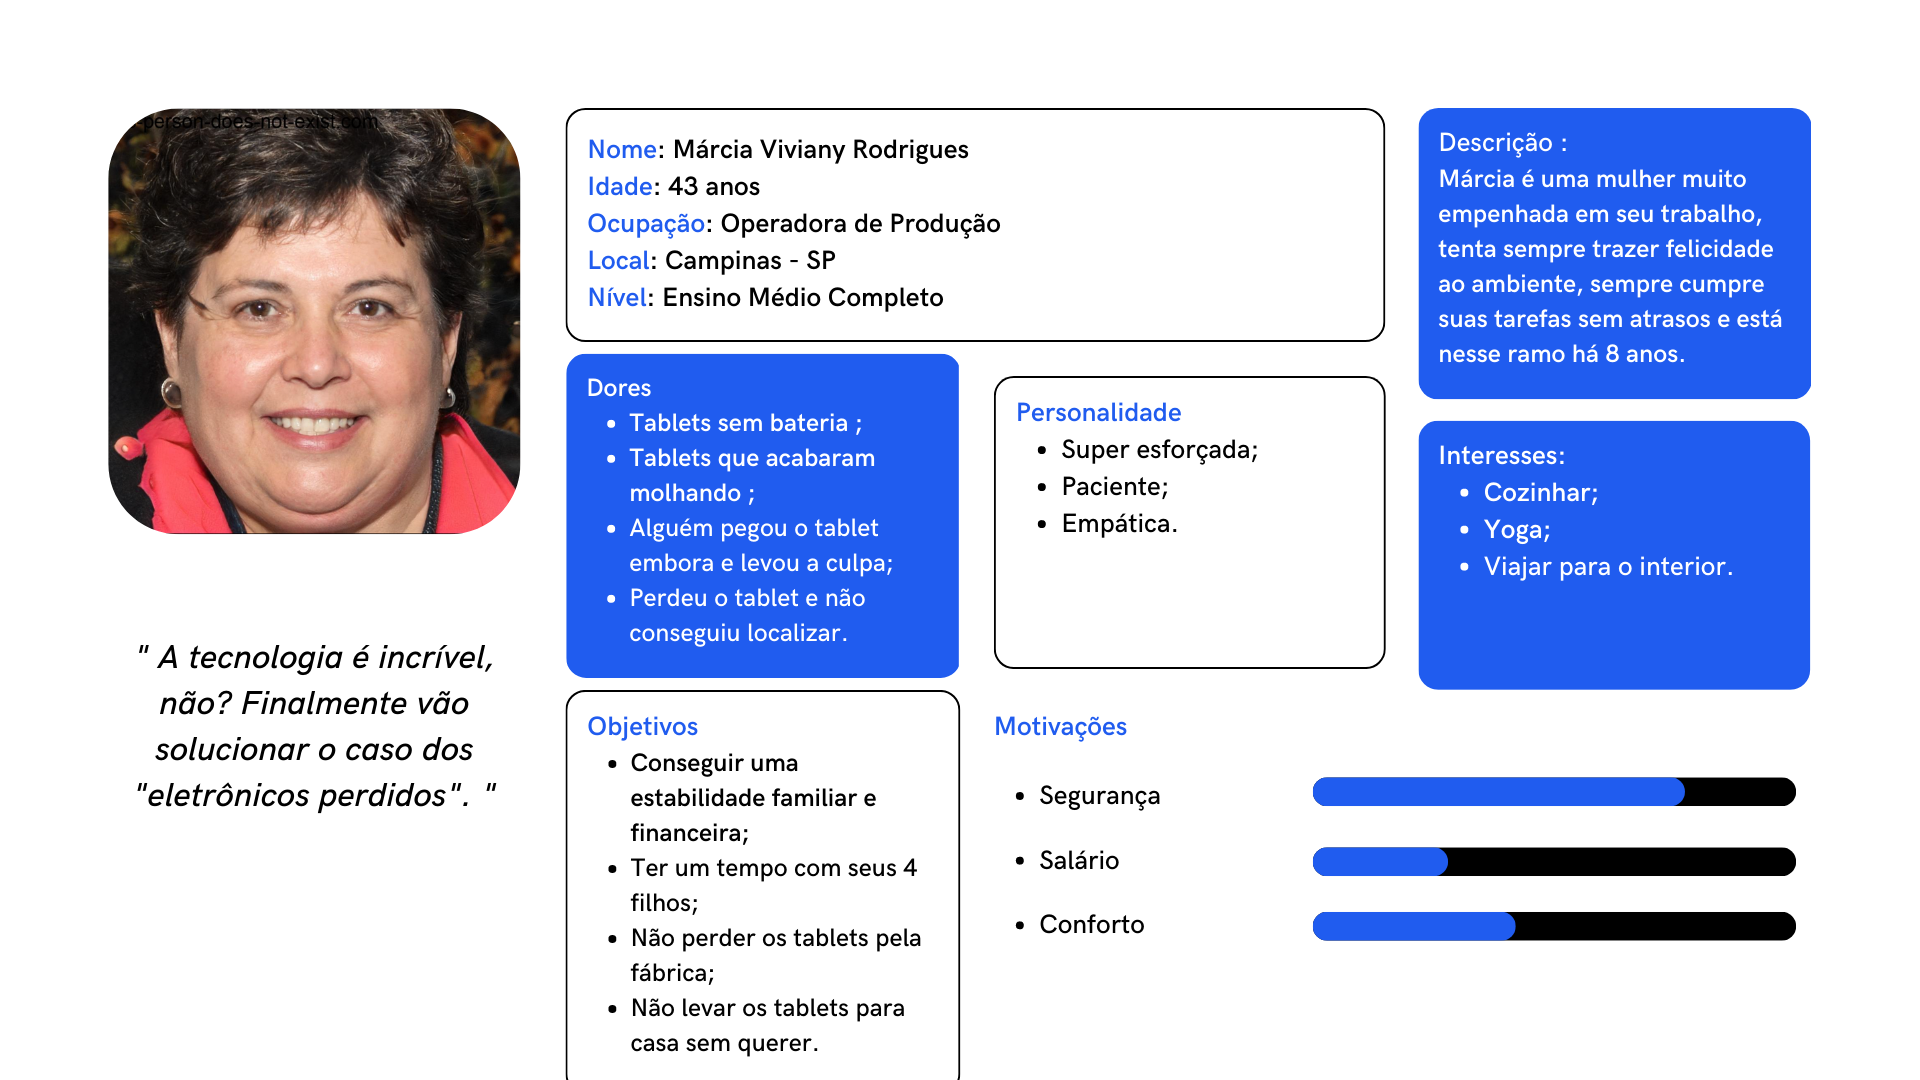 person-does-not-exist.com
" A tecnologia é incrível,
não? Finalmente vão
solucionar o caso dos
"eletrônicos perdidos". "
Nome: Márcia Viviany Rodrigues
Idade: 43 anos
Ocupação: Operadora de Produção
Local: Campinas - SP
Nível: Ensino Médio Completo
Dores
• Tablets sem bateria ;
• Tablets que acabaram
molhando ;
• Alguém pegou o tablet
embora e levou a culpa;
• Perdeu o tablet e não
conseguiu localizar.
Objetivos
• Conseguir uma
estabilidade familiar e
financeira;
• Ter um tempo com seus 4
filhos;
• Não perder os tablets pela
fábrica;
• Não levar os tablets para
casa sem querer.
Personalidade
• Super esforçada;
• Paciente;
• Empática.
Motivações
• Segurança
• Salário
• Conforto
Descrição :
Márcia é uma mulher muito
empenhada em seu trabalho,
tenta sempre trazer felicidade
ao ambiente, sempre cumpre
suas tarefas sem atrasos e está
nesse ramo há 8 anos.
Interesses:
• Cozinhar;
• Yoga;
• Viajar para o interior.